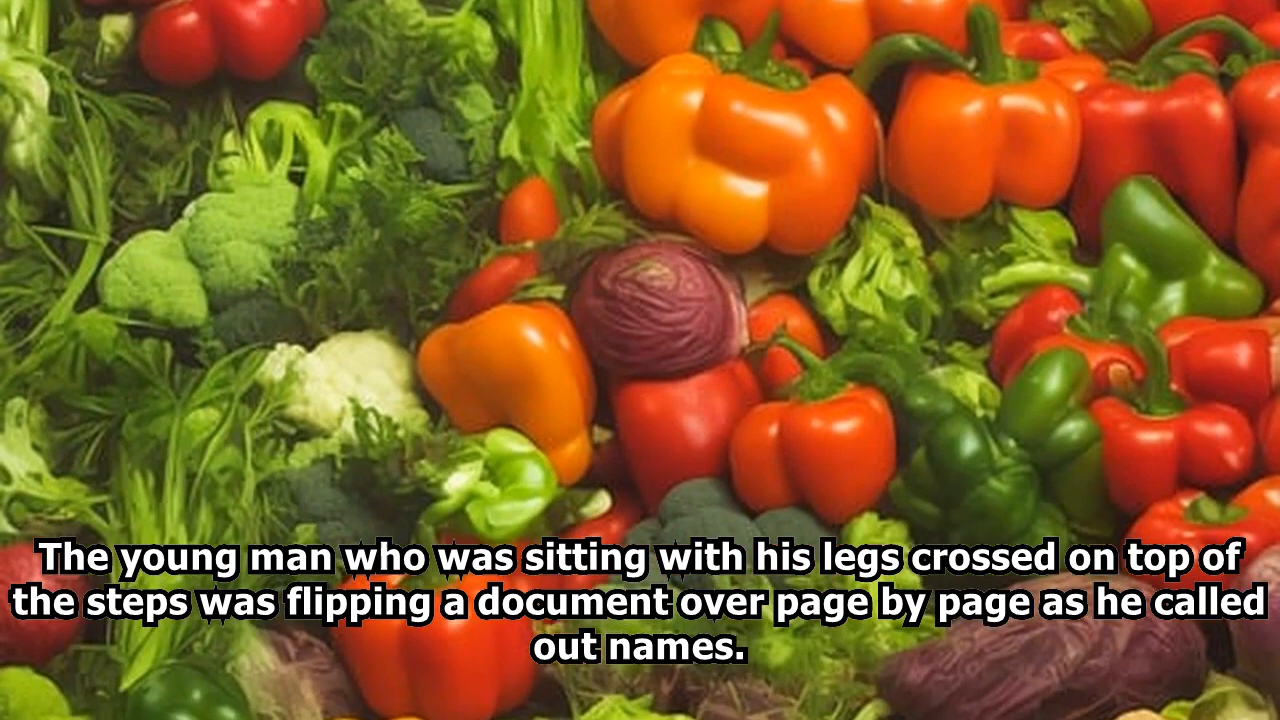 The young man who was sitting with his legs crossed on top of
the steps was flipping a document over page by page as he called
out names.